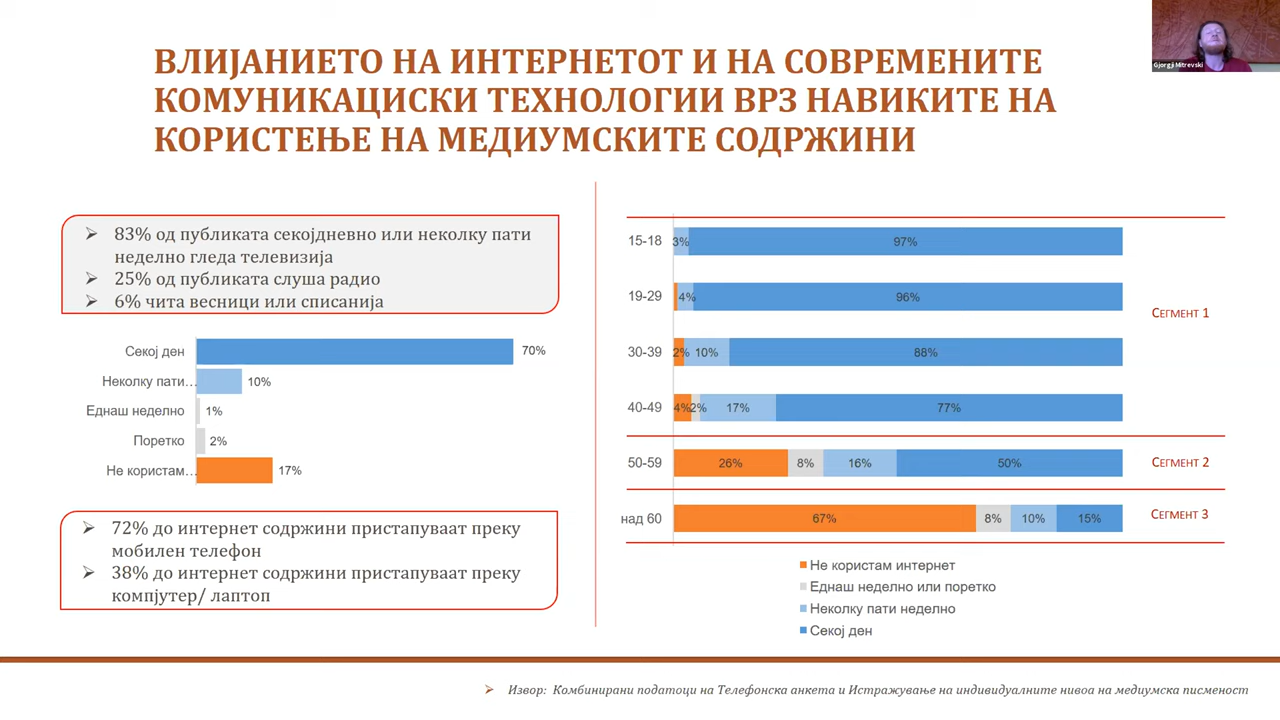 ВЛИЈАНИЕТО НА ИНТЕРНЕТОТ И НА СОВРЕМЕНИТЕ
КОМУНИКАЦИСКИ ТЕХНОЛОГИИ ВРЗ НАВИКИТЕ НА
КОРИСТЕЊЕ НА МЕДИУМСКИТЕ СОДРЖИНИ
Gjorgji Mitrevski
83% од публиката секојдневно или неколку пати
неделно гледа телевизија
25% од публиката слуша радио
6% чита весници или списанија
Секој ден 70%
Неколку пати... 10%
Еднаш неделно 1%
Поретко 2%
Не користам... 17%
72% до интернет содржини пристапуваат преку
мобилен телефон
38% до интернет содржини пристапуваат преку
компјутер/ лаптоп
15-18 3% 97%
19-29 4% 96%
30-39 2% 10% 88%
40-49 4% 2% 17% 77%
50-59 26% 8% 16% 50%
над 60 67% 8% 10% 15%
Сегмент 1
Сегмент 2
Сегмент 3
Не користам интернет
Еднаш неделно или поретко
Неколку пати неделно
Секој ден
Извор: Комбинирани податоци на Телефонска анкета и Истражување на индивидуалните нивоа на медиумска писменост